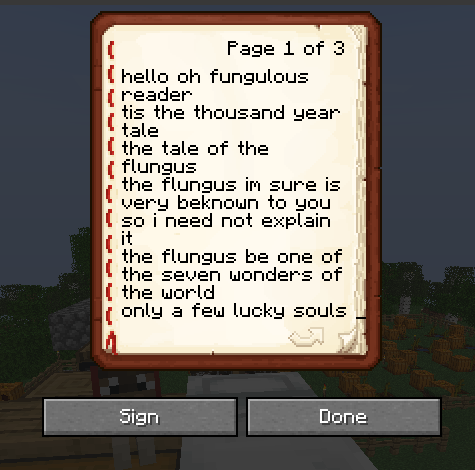 Page 1 of 3
hello oh fungulous
reader
tis the thousand year
tale
the tale of the
flungus
the flungus im sure is
very beknown to you
so i need not explain
it
the flungus be one of
the seven wonders of
the world
only a few lucky souls _
Sign
Done